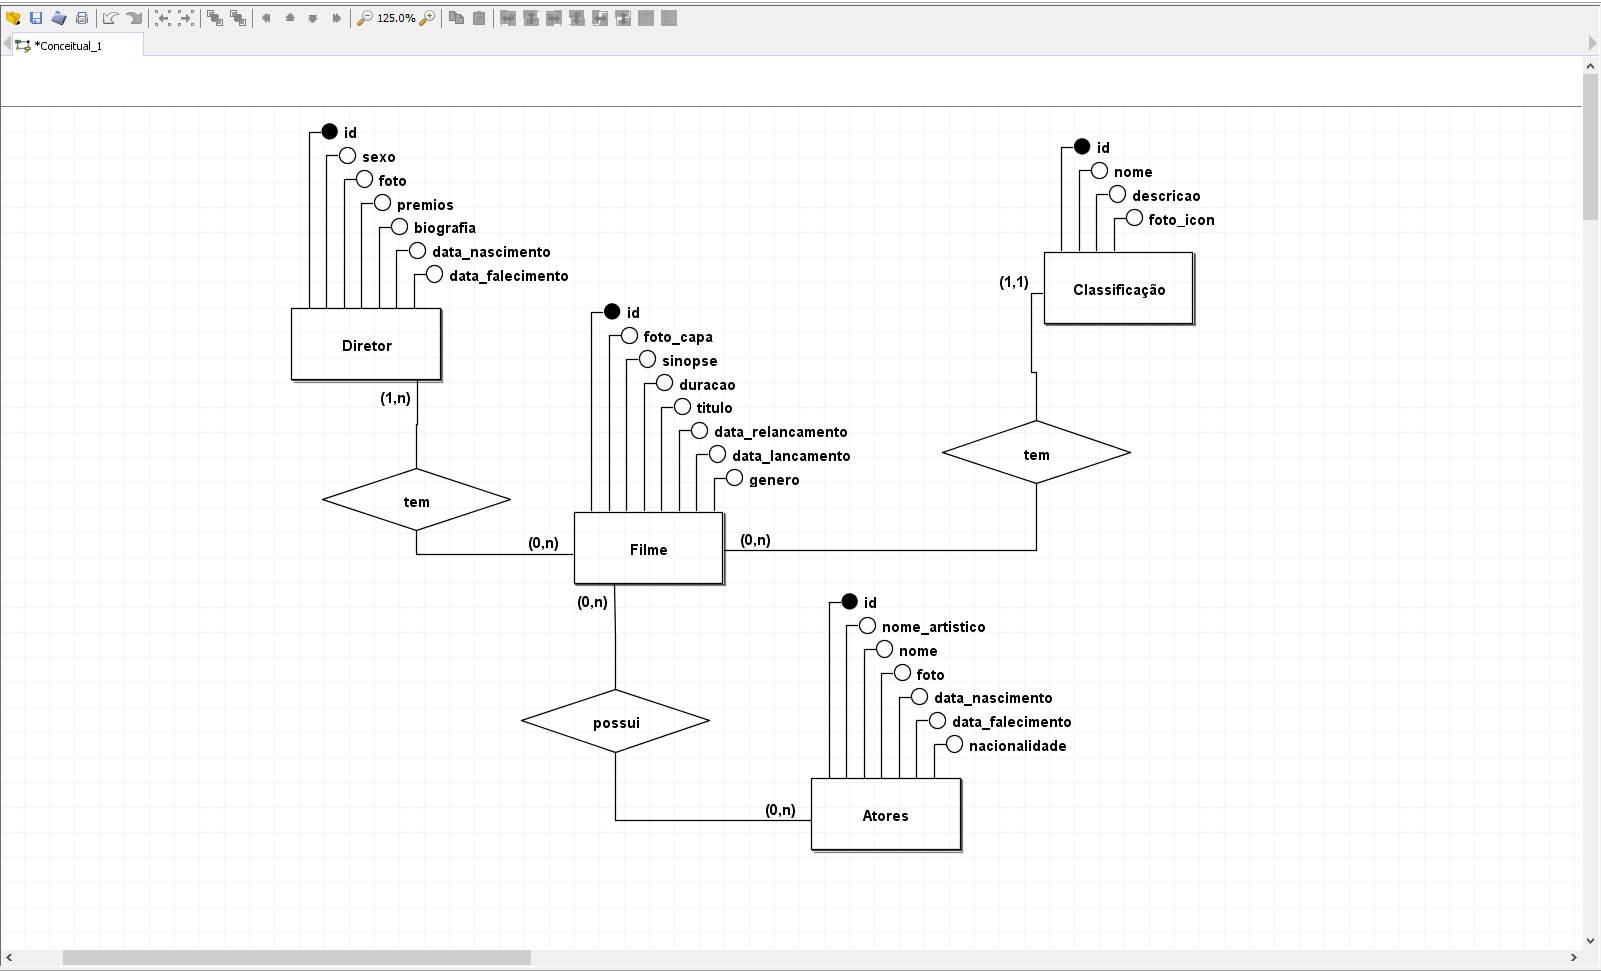 125.0%
*Conceitual_1
id
sexo
foto
premios
biografia
data_nascimento
data_falecimento
Diretor
(1,n)
tem
(0,n)
id
foto_capa
sinopse
duracao
titulo
data_relancamento
data_lancamento
genero
Filme
(0,n)
(0,n)
id
nome
descricao
foto_icon
(1,1)
Classificação
tem
possui
(0,n)
id
nome_artistico
nome
foto
data_nascimento
data_falecimento
nacionalidade
Atores